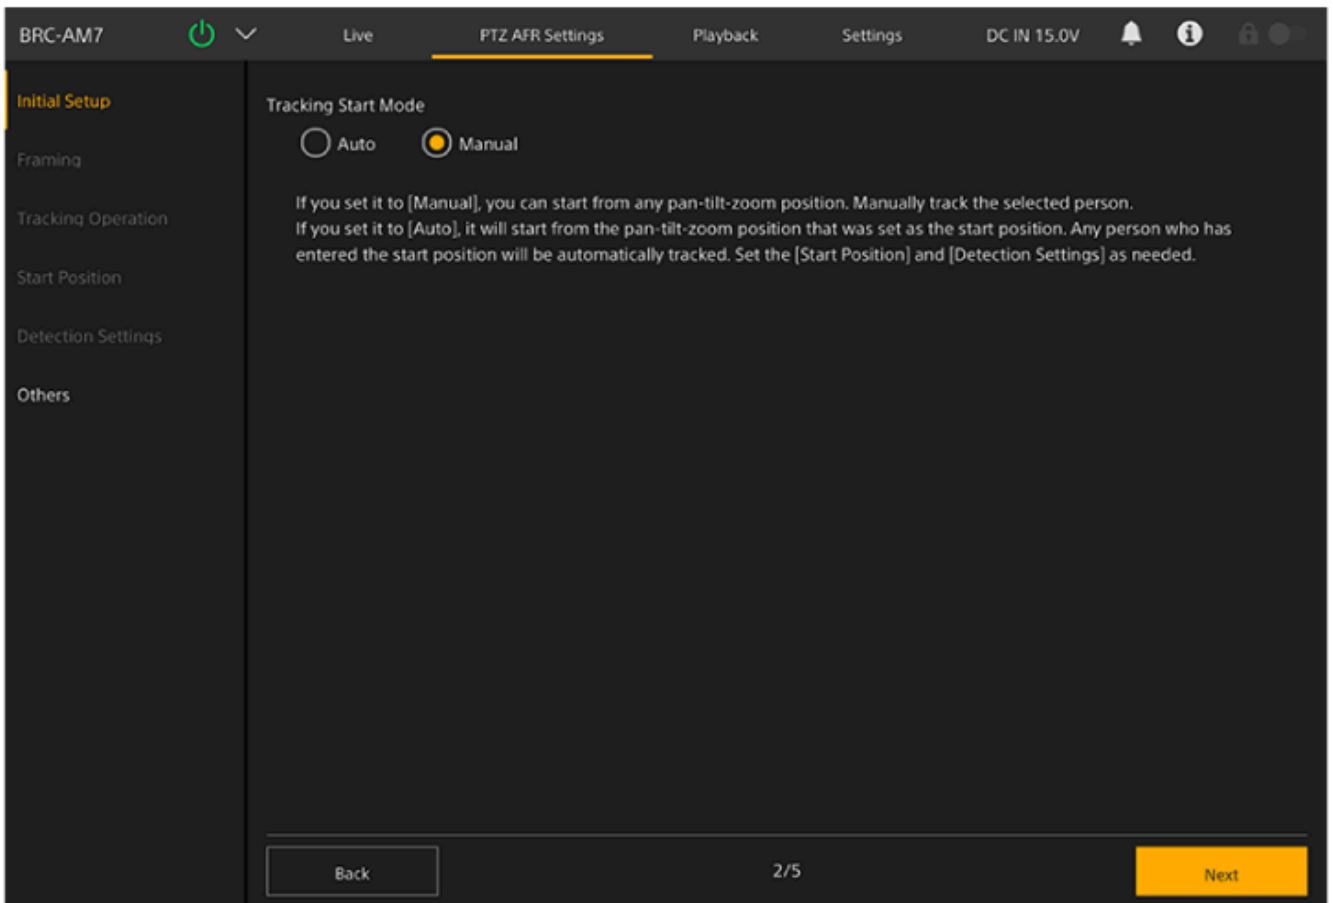 BRC-AM7
Live
PTZ AFR Settings
Playback
Settings
DC IN 15.0V
Initial Setup
Framing
Tracking Operation
Start Position
Detection Settings
Others
Tracking Start Mode
Auto
Manual
If you set it to [Manual], you can start from any pan-tilt-zoom position. Manually track the selected person.
If you set it to [Auto], it will start from the pan-tilt-zoom position that was set as the start position. Any person who has
entered the start position will be automatically tracked. Set the [Start Position] and [Detection Settings] as needed.
Back
2/5
Next